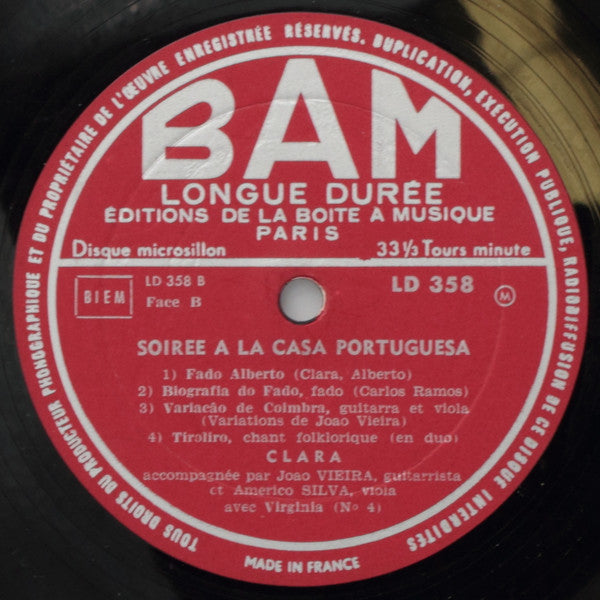 TOUS DROITS DU PRODUCTEUR PHONOGRAPHIQUE ET DU PROPRIÉTAIRE DE L'ŒUVRE ENREGISTRÉE RÉSERVÉS. DUPLICATION, EXÉCUTION PUBLIQUE, RADIODIFFUSION DE CE DISQUE INTERDITES
BAM
LONGUE DURÉE
ÉDITIONS DE LA BOITE A MUSIQUE
PARIS
Disque microsillon 33 1/3 Tours minute
BIEM LD 358 B LD 358 M
Face B
SOIREE A LA CASA PORTUGUESA
1) Fado Alberto (Clara, Alberto)
2) Biografia do Fado, fado (Carlos Ramos)
3) Variacão de Coimbra, guitarra et viola
(Variations de Joao Vieira)
4) Tiroliro, chant folklorique (en duo)
CLARA
accompagnée par Joao VIEIRA, guitarrista
et Americo SILVA, viola
avec Virginia (No 4)
MADE IN FRANCE